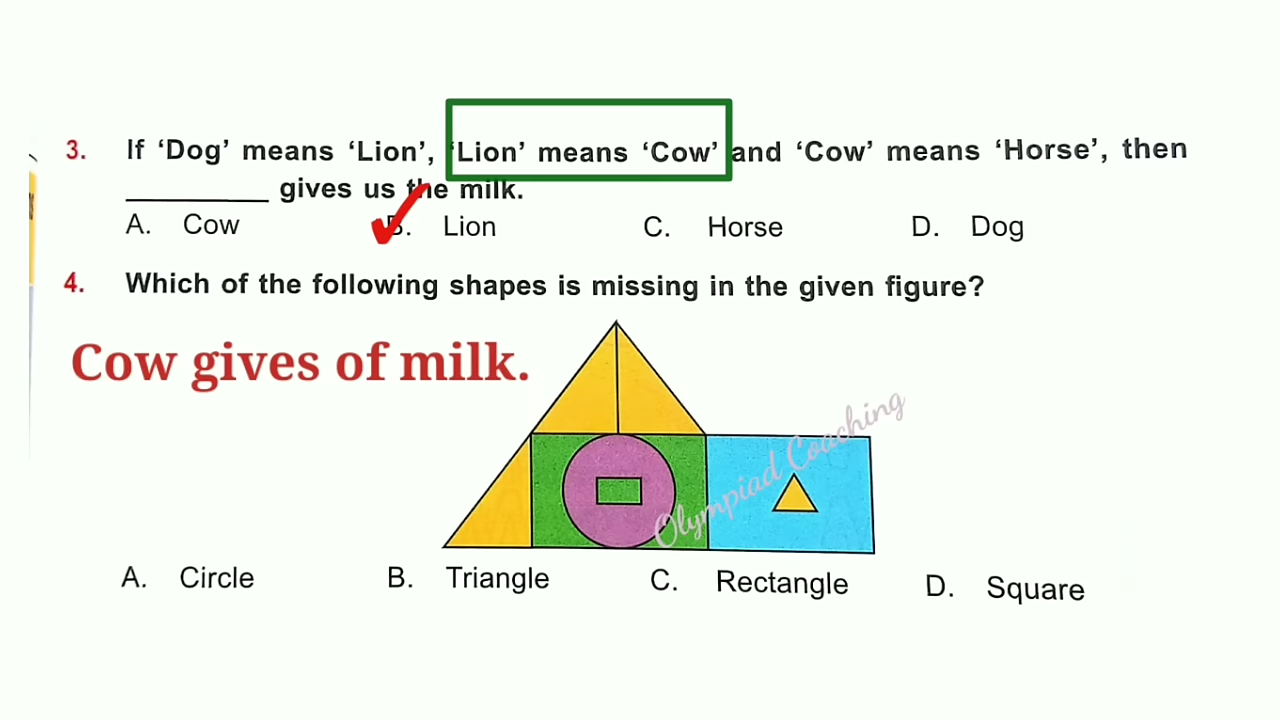 3. If ‘Dog’ means ‘Lion’, ‘Lion’ means ‘Cow’ and ‘Cow’ means ‘Horse’, then
_________ gives us the milk.
A. Cow B. Lion C. Horse D. Dog
4. Which of the following shapes is missing in the given figure?
Cow gives of milk.
Olympiad Coaching
A. Circle B. Triangle C. Rectangle D. Square